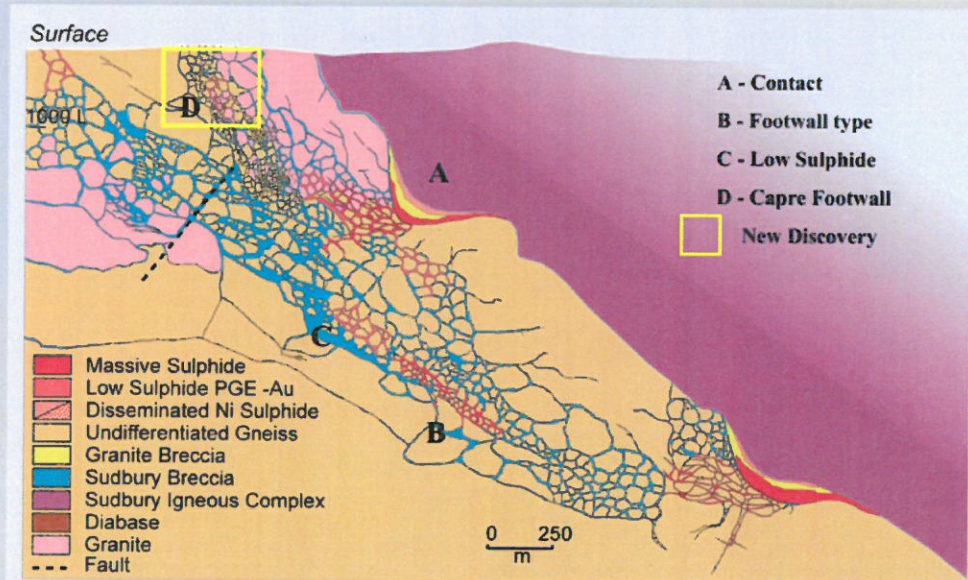 Surface
A - Contact
B - Footwall type
C - Low Sulphide
D - Capre Footwall
New Discovery
D
1000 L
A
C
B
Massive Sulphide
Low Sulphide PGE -Au
Disseminated Ni Sulphide
Undifferentiated Gneiss
Granite Breccia
Sudbury Breccia
Sudbury Igneous Complex
Diabase
Granite
Fault
0 250
m